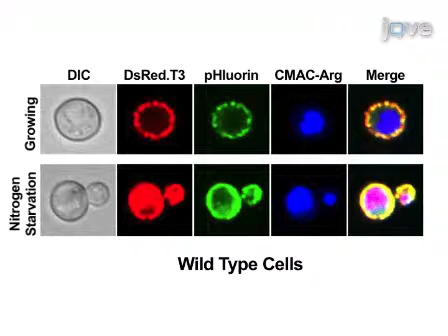 jove
DIC DsRed.T3 pHluorin CMAC-Arg Merge
Growing
Nitrogen
Starvation
Wild Type Cells